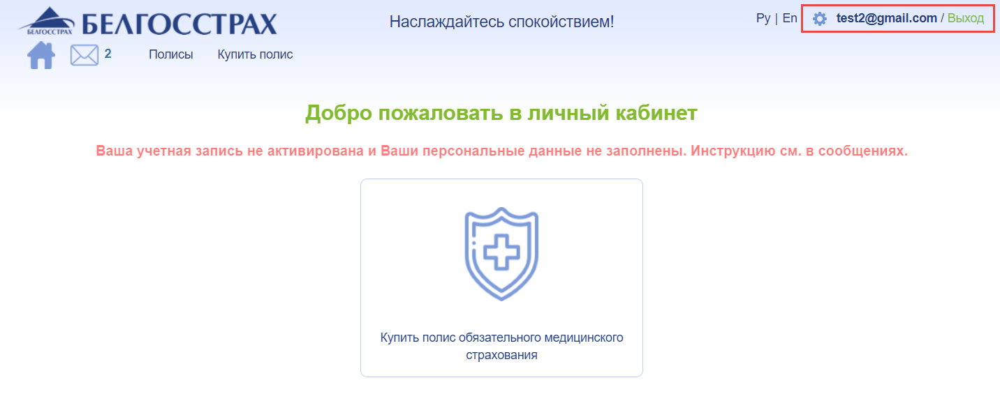 БЕЛГОССТРАХ БЕЛГОССТРАХ
Наслаждайтесь спокойствием!
Ру | En test2@gmail.com / Выход
2 Полисы Купить полис
Добро пожаловать в личный кабинет
Ваша учетная запись не активирована и Ваши персональные данные не заполнены. Инструкцию см. в сообщениях.
Купить полис обязательного медицинского
страхования